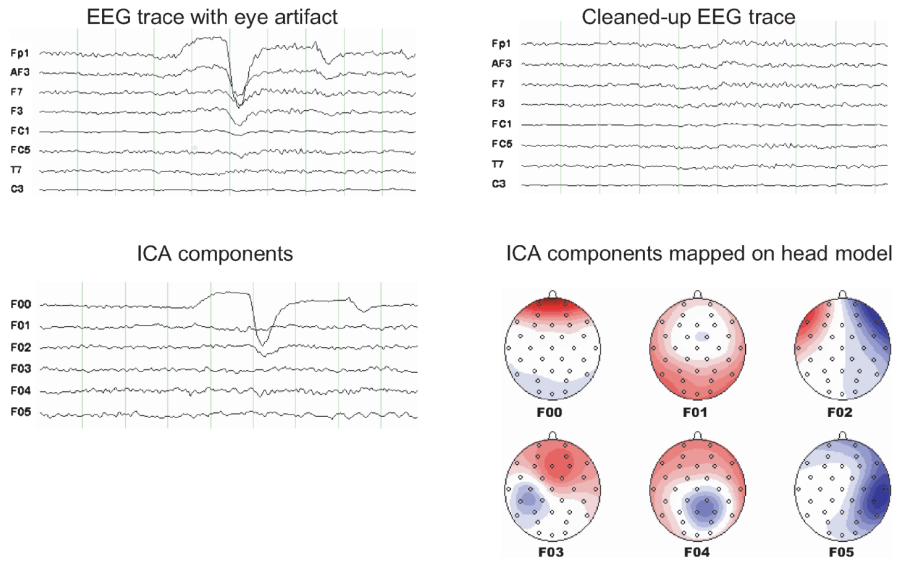 EEG trace with eye artifact
Fp1
AF3
F7
F3
FC1
FC5
T7
C3
Cleaned-up EEG trace
Fp1
AF3
F7
F3
FC1
FC5
T7
C3
ICA components
F00
F01
F02
F03
F04
F05
ICA components mapped on head model
F00 F01 F02
F03 F04 F05